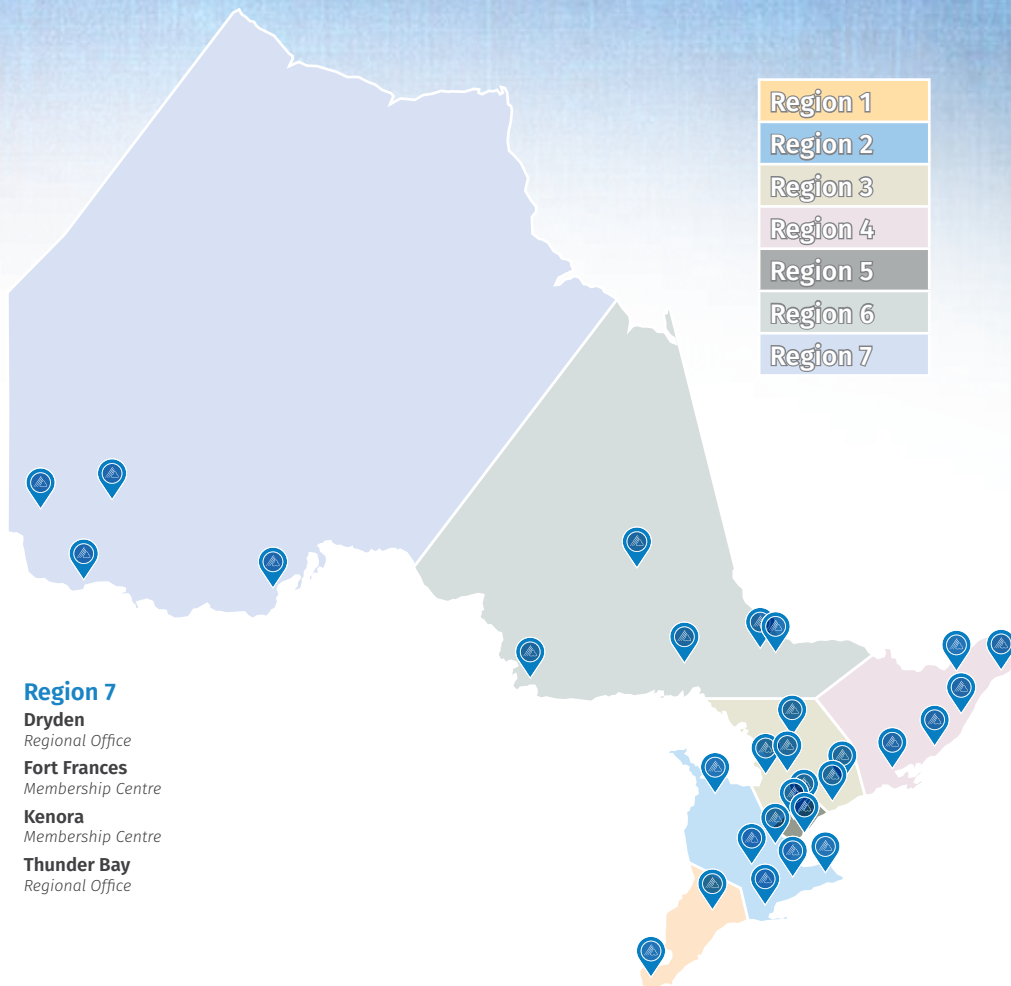 Region 1
Region 2
Region 3
Region 4
Region 5
Region 6
Region 7
Region 7
Dryden
Regional Office
Fort Frances
Membership Centre
Kenora
Membership Centre
Thunder Bay
Regional Office